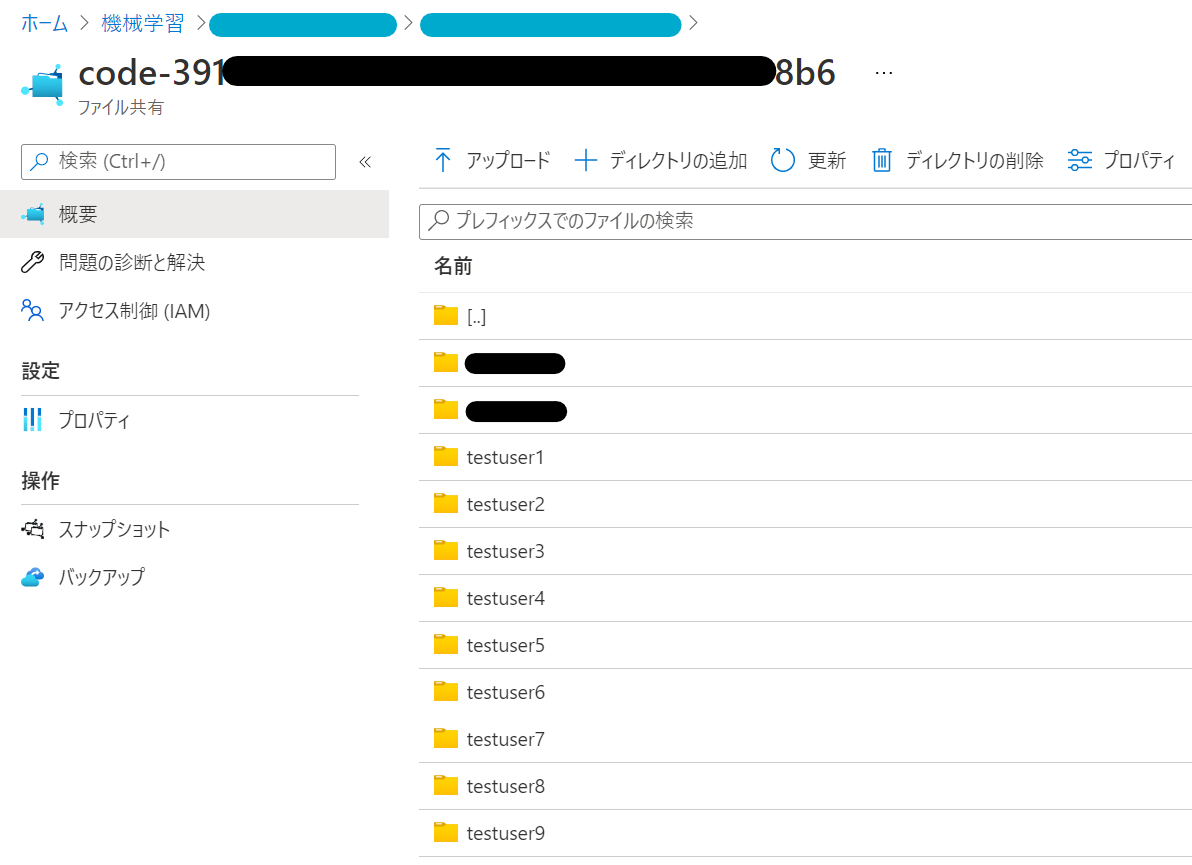 ホーム > 機械学習 > >
code-391 8b6 …
ファイル共有
検索 (Ctrl+/) «
概要
問題の診断と解決
アクセス制御 (IAM)
設定
プロパティ
操作
スナップショット
バックアップ
アップロード ディレクトリの追加 更新 ディレクトリの削除 プロパティ
プレフィックスでのファイルの検索
名前
[..]
testuser1
testuser2
testuser3
testuser4
testuser5
testuser6
testuser7
testuser8
testuser9